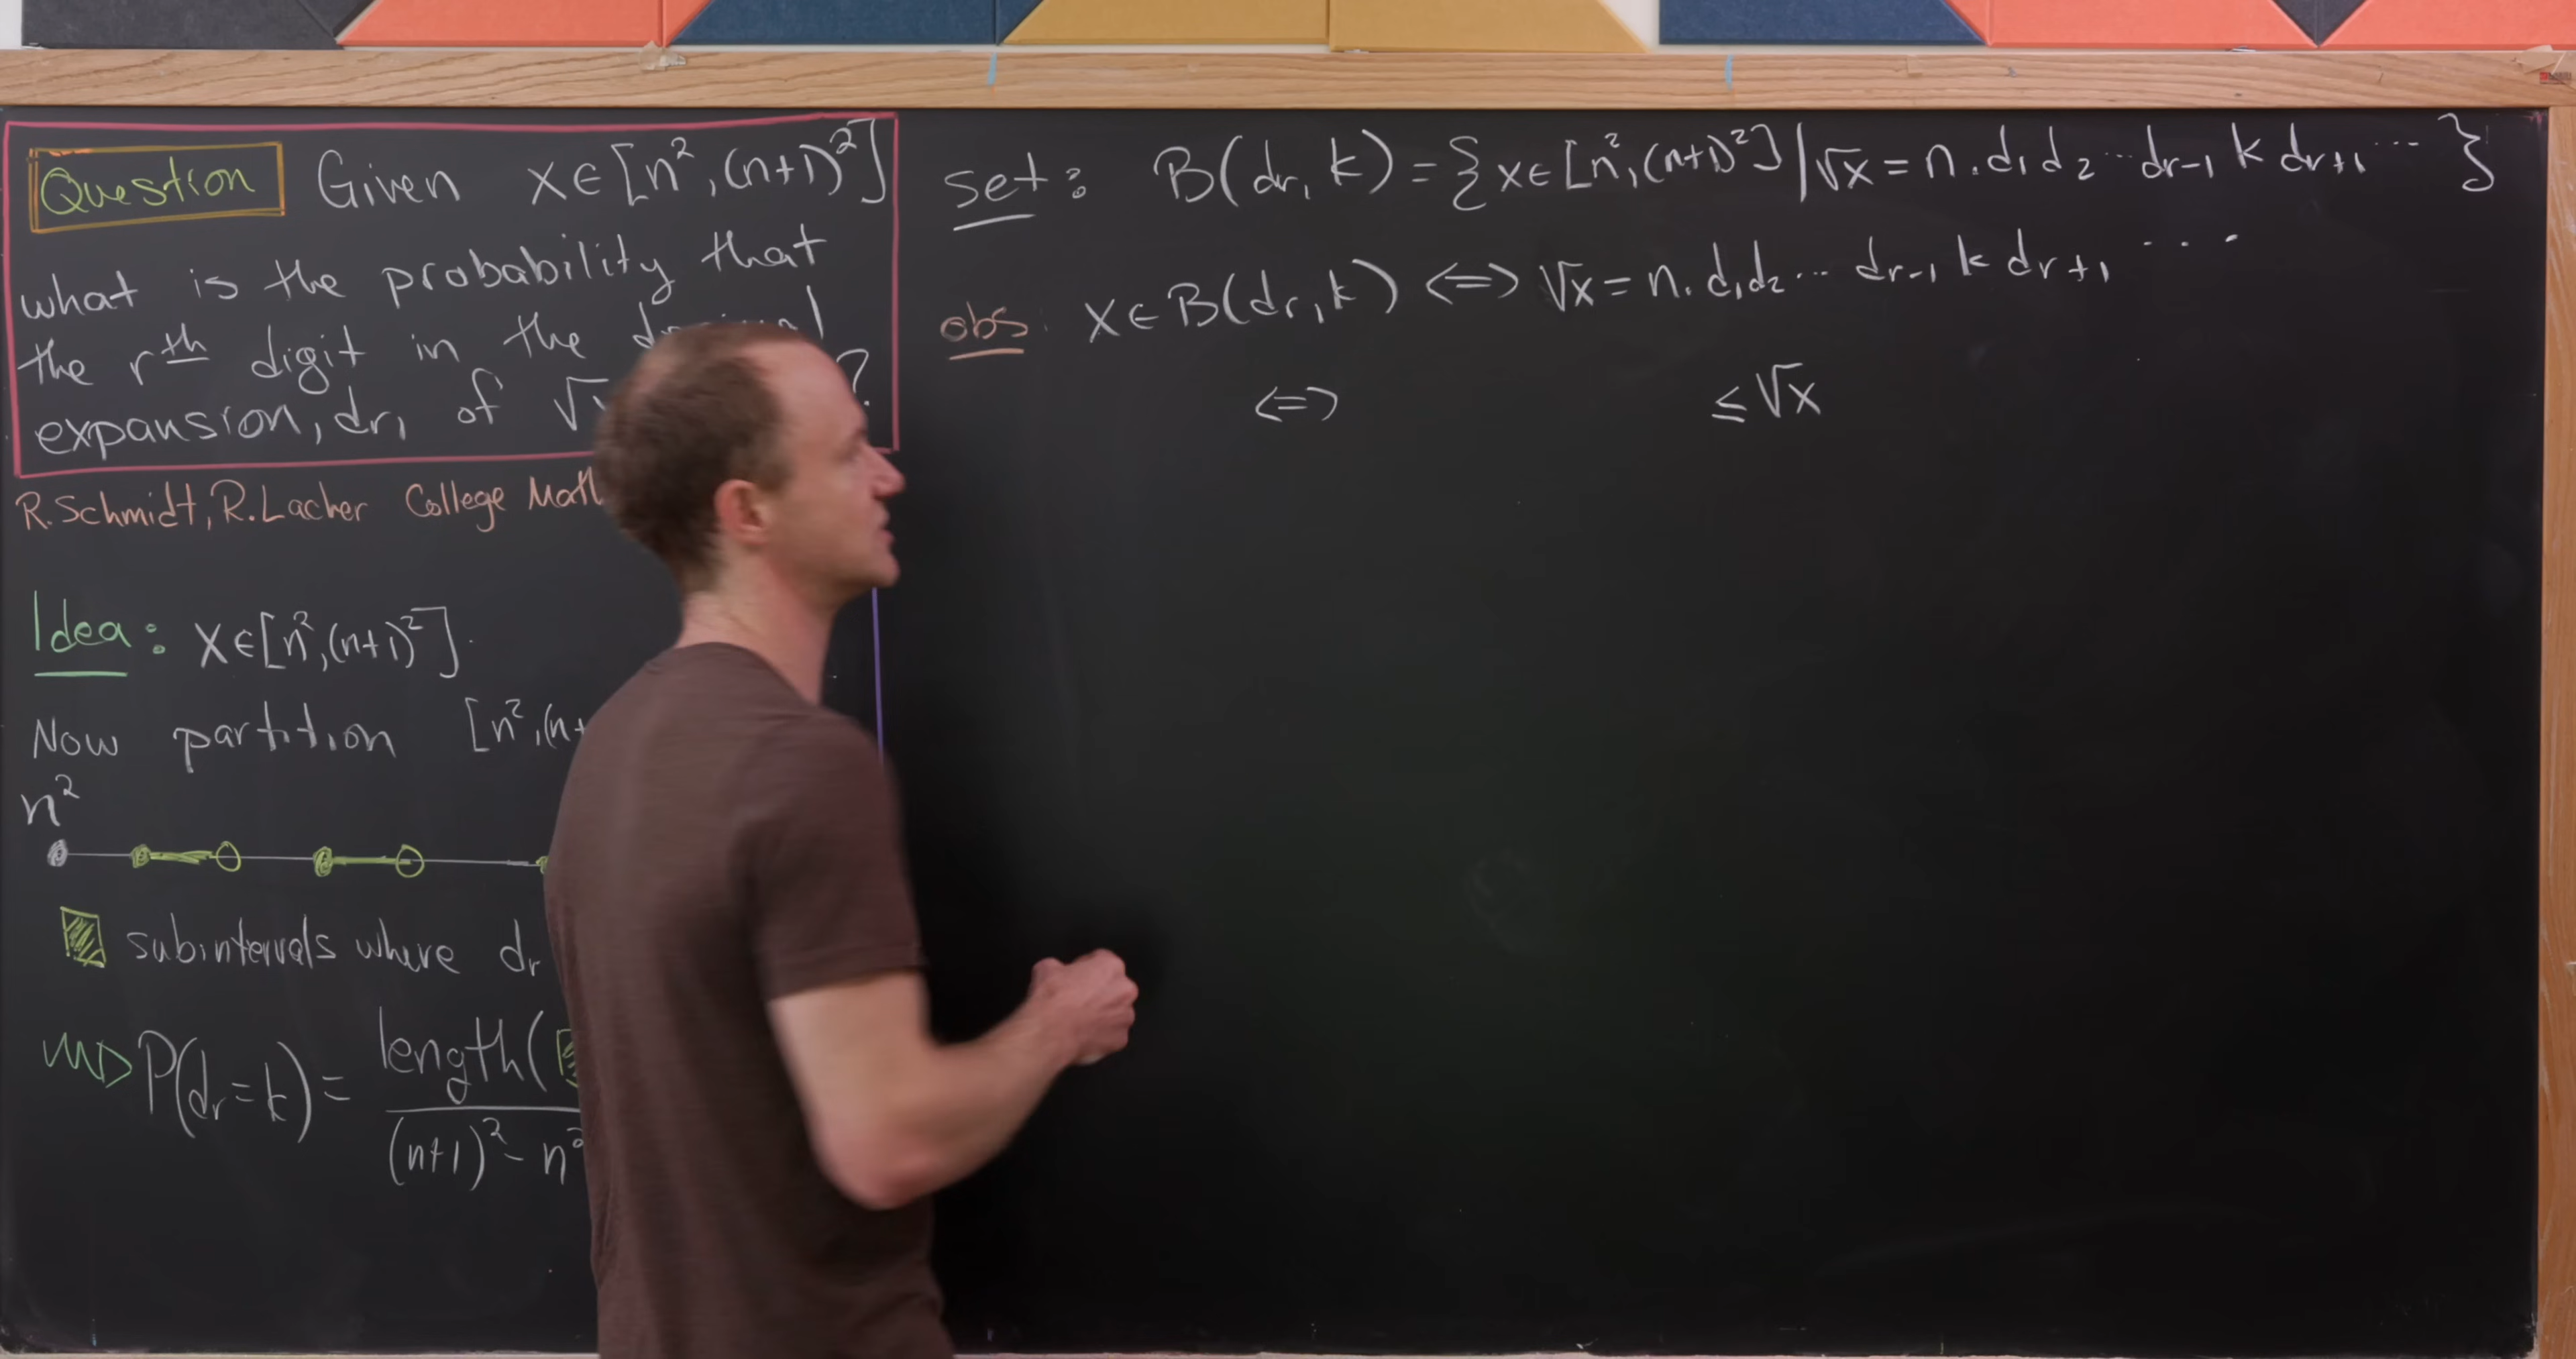 Question Given x∈[n²,(n+1)²]
what is the probability that
the rᵗʰ digit in the
expansion, dr, of √ ?
R. Schmidt, R. Lacher College Math
Idea: x∈[n²,(n+1)²].
Now partition [n²,(n+
n²
subintervals where dr
P(dr=k)= length(
(n+1)²-n²
set: B(dr, k) = {x∈[n²,(n+1)²] | √x = n.d₁d₂...dr-1 k dr+1 ... }
obs: x∈B(dr,k) ⟺ √x = n.d₁d₂... dr-1 k dr+1 ...
⟺ ≤√x